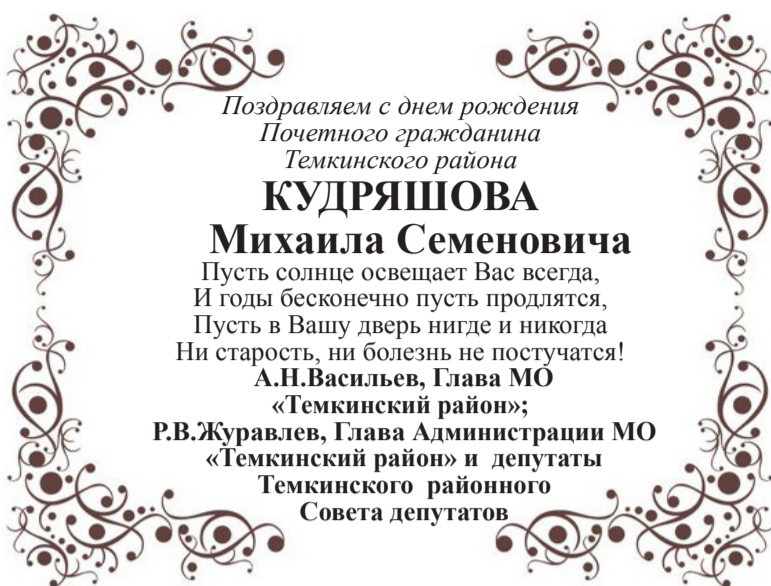 Поздравляем с днем рождения
Почетного гражданина
Темкинского района
КУДРЯШОВА
Михаила Семеновича
Пусть солнце освещает Вас всегда,
И годы бесконечно пусть продлятся,
Пусть в Вашу дверь нигде и никогда
Ни старость, ни болезнь не постучатся!
А.Н.Васильев, Глава МО
«Темкинский район»;
Р.В.Журавлев, Глава Администрации МО
«Темкинский район» и депутаты
Темкинского районного
Совета депутатов